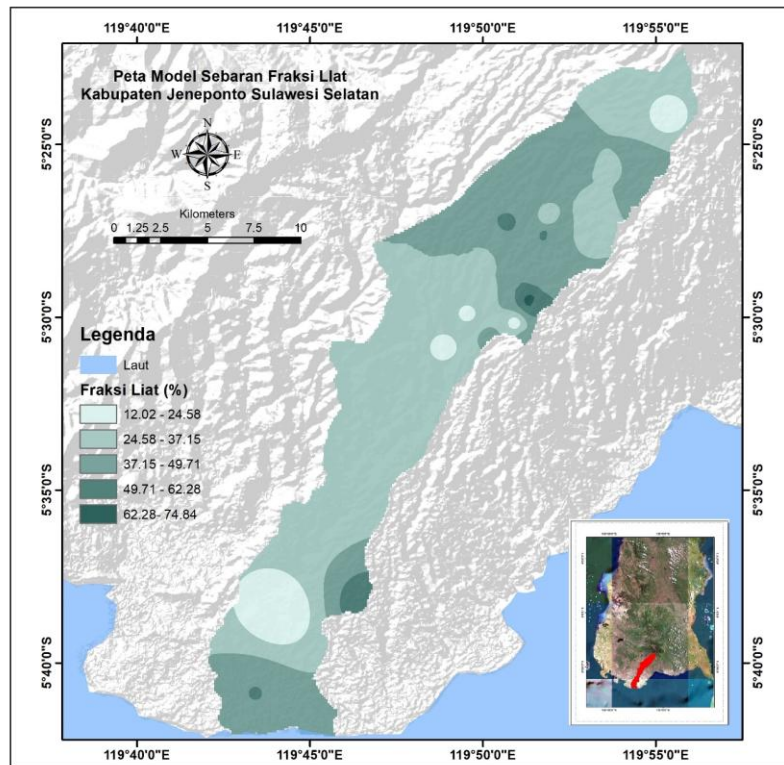 119°40'0"E 119°45'0"E 119°50'0"E 119°55'0"E
Peta Model Sebaran Fraksi LIat
Kabupaten Jeneponto Sulawesi Selatan
N
W E
S
Kilometers
0 1.25 2.5 5 7.5 10
5°25'0"S 5°25'0"S
5°30'0"S 5°30'0"S
Legenda
Laut
Fraksi Liat (%)
12.02 - 24.58
24.58 - 37.15
37.15 - 49.71
49.71 - 62.28
62.28 - 74.84
5°35'0"S 5°35'0"S
5°40'0"S 5°40'0"S
119°40'0"E 119°45'0"E 119°50'0"E 119°55'0"E